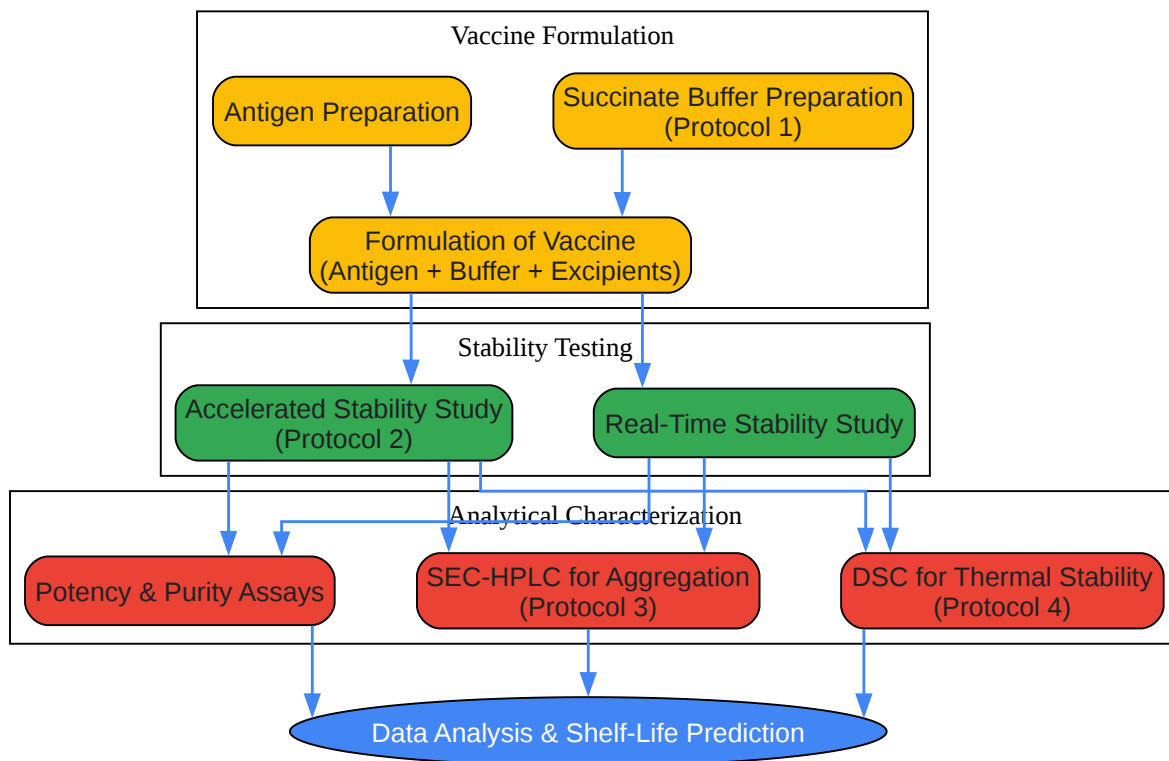 Vaccine Formulation
Antigen Preparation
Succinate Buffer Preparation
(Protocol 1)
Formulation of Vaccine
(Antigen + Buffer + Excipients)
Stability Testing
Accelerated Stability Study
(Protocol 2)
Real-Time Stability Study
Analytical Characterization
Potency & Purity Assays
SEC-HPLC for Aggregation
(Protocol 3)
DSC for Thermal Stability
(Protocol 4)
Data Analysis & Shelf-Life Prediction